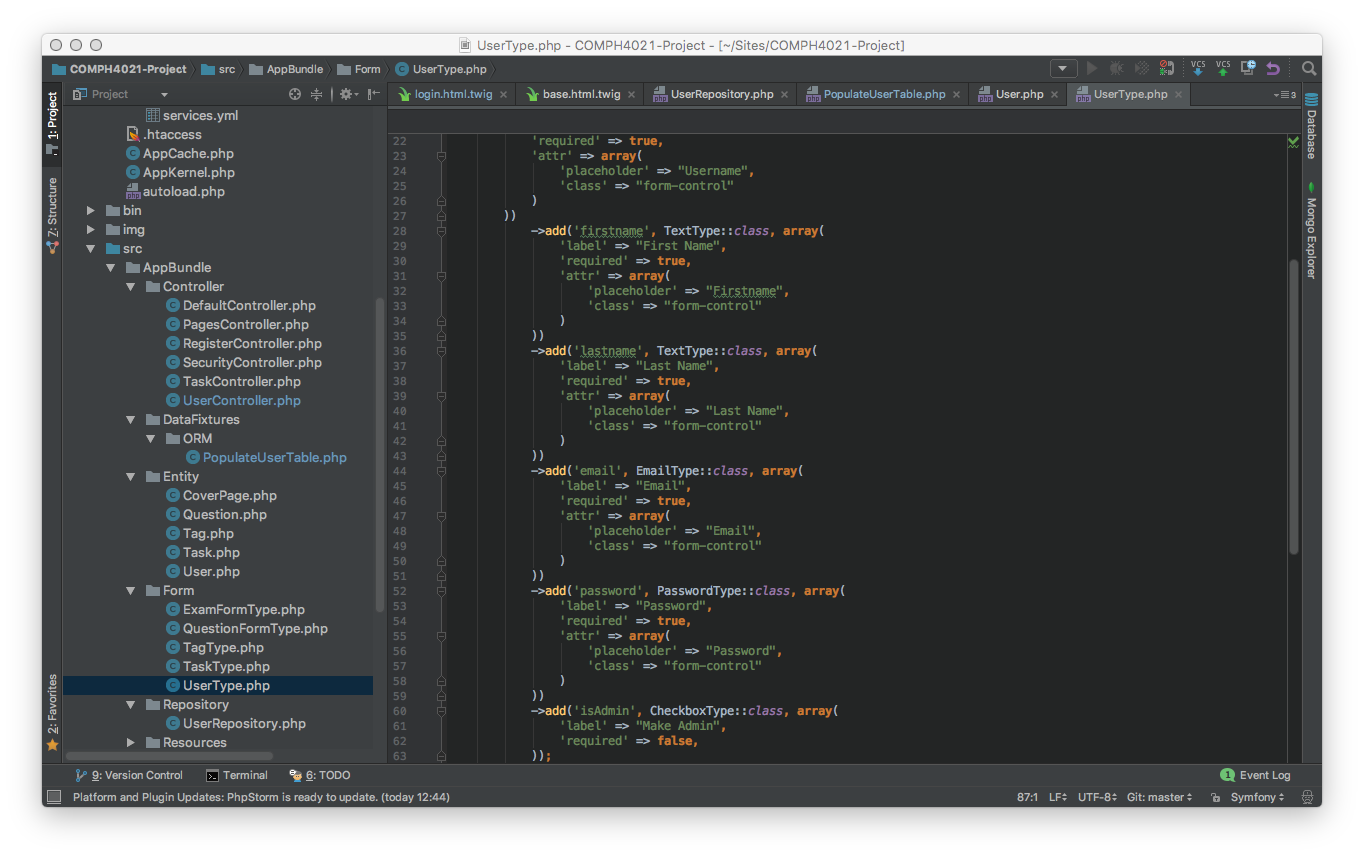 UserType.php - COMPH4021-Project - [~/Sites/COMPH4021-Project]
COMPH4021-Project src AppBundle Form UserType.php
VCS VCS
Project
login.html.twig base.html.twig UserRepository.php PopulateUserTable.php User.php UserType.php 3
1: Project
Z: Structure
2: Favorites
services.yml
.htaccess
AppCache.php
AppKernel.php
autoload.php
bin
img
src
AppBundle
Controller
DefaultController.php
PagesController.php
RegisterController.php
SecurityController.php
TaskController.php
UserController.php
DataFixtures
ORM
PopulateUserTable.php
Entity
CoverPage.php
Question.php
Tag.php
Task.php
User.php
Form
ExamFormType.php
QuestionFormType.php
TagType.php
TaskType.php
UserType.php
Repository
UserRepository.php
Resources
22 'required' => true,
23 'attr' => array(
24 'placeholder' => "Username",
25 'class' => "form-control"
26 )
27 ))
28 ->add('firstname', TextType::class, array(
29 'label' => "First Name",
30 'required' => true,
31 'attr' => array(
32 'placeholder' => "Firstname",
33 'class' => "form-control"
34 )
35 ))
36 ->add('lastname', TextType::class, array(
37 'label' => "Last Name",
38 'required' => true,
39 'attr' => array(
40 'placeholder' => "Last Name",
41 'class' => "form-control"
42 )
43 ))
44 ->add('email', EmailType::class, array(
45 'label' => "Email",
46 'required' => true,
47 'attr' => array(
48 'placeholder' => "Email",
49 'class' => "form-control"
50 )
51 ))
52 ->add('password', PasswordType::class, array(
53 'label' => "Password",
54 'required' => true,
55 'attr' => array(
56 'placeholder' => "Password",
57 'class' => "form-control"
58 )
59 ))
60 ->add('isAdmin', CheckboxType::class, array(
61 'label' => "Make Admin",
62 'required' => false,
63 ));
Database
Mongo Explorer
9: Version Control Terminal 6: TODO 1 Event Log
Platform and Plugin Updates: PhpStorm is ready to update. (today 12:44) 87:1 LF UTF-8 Git: master Symfony